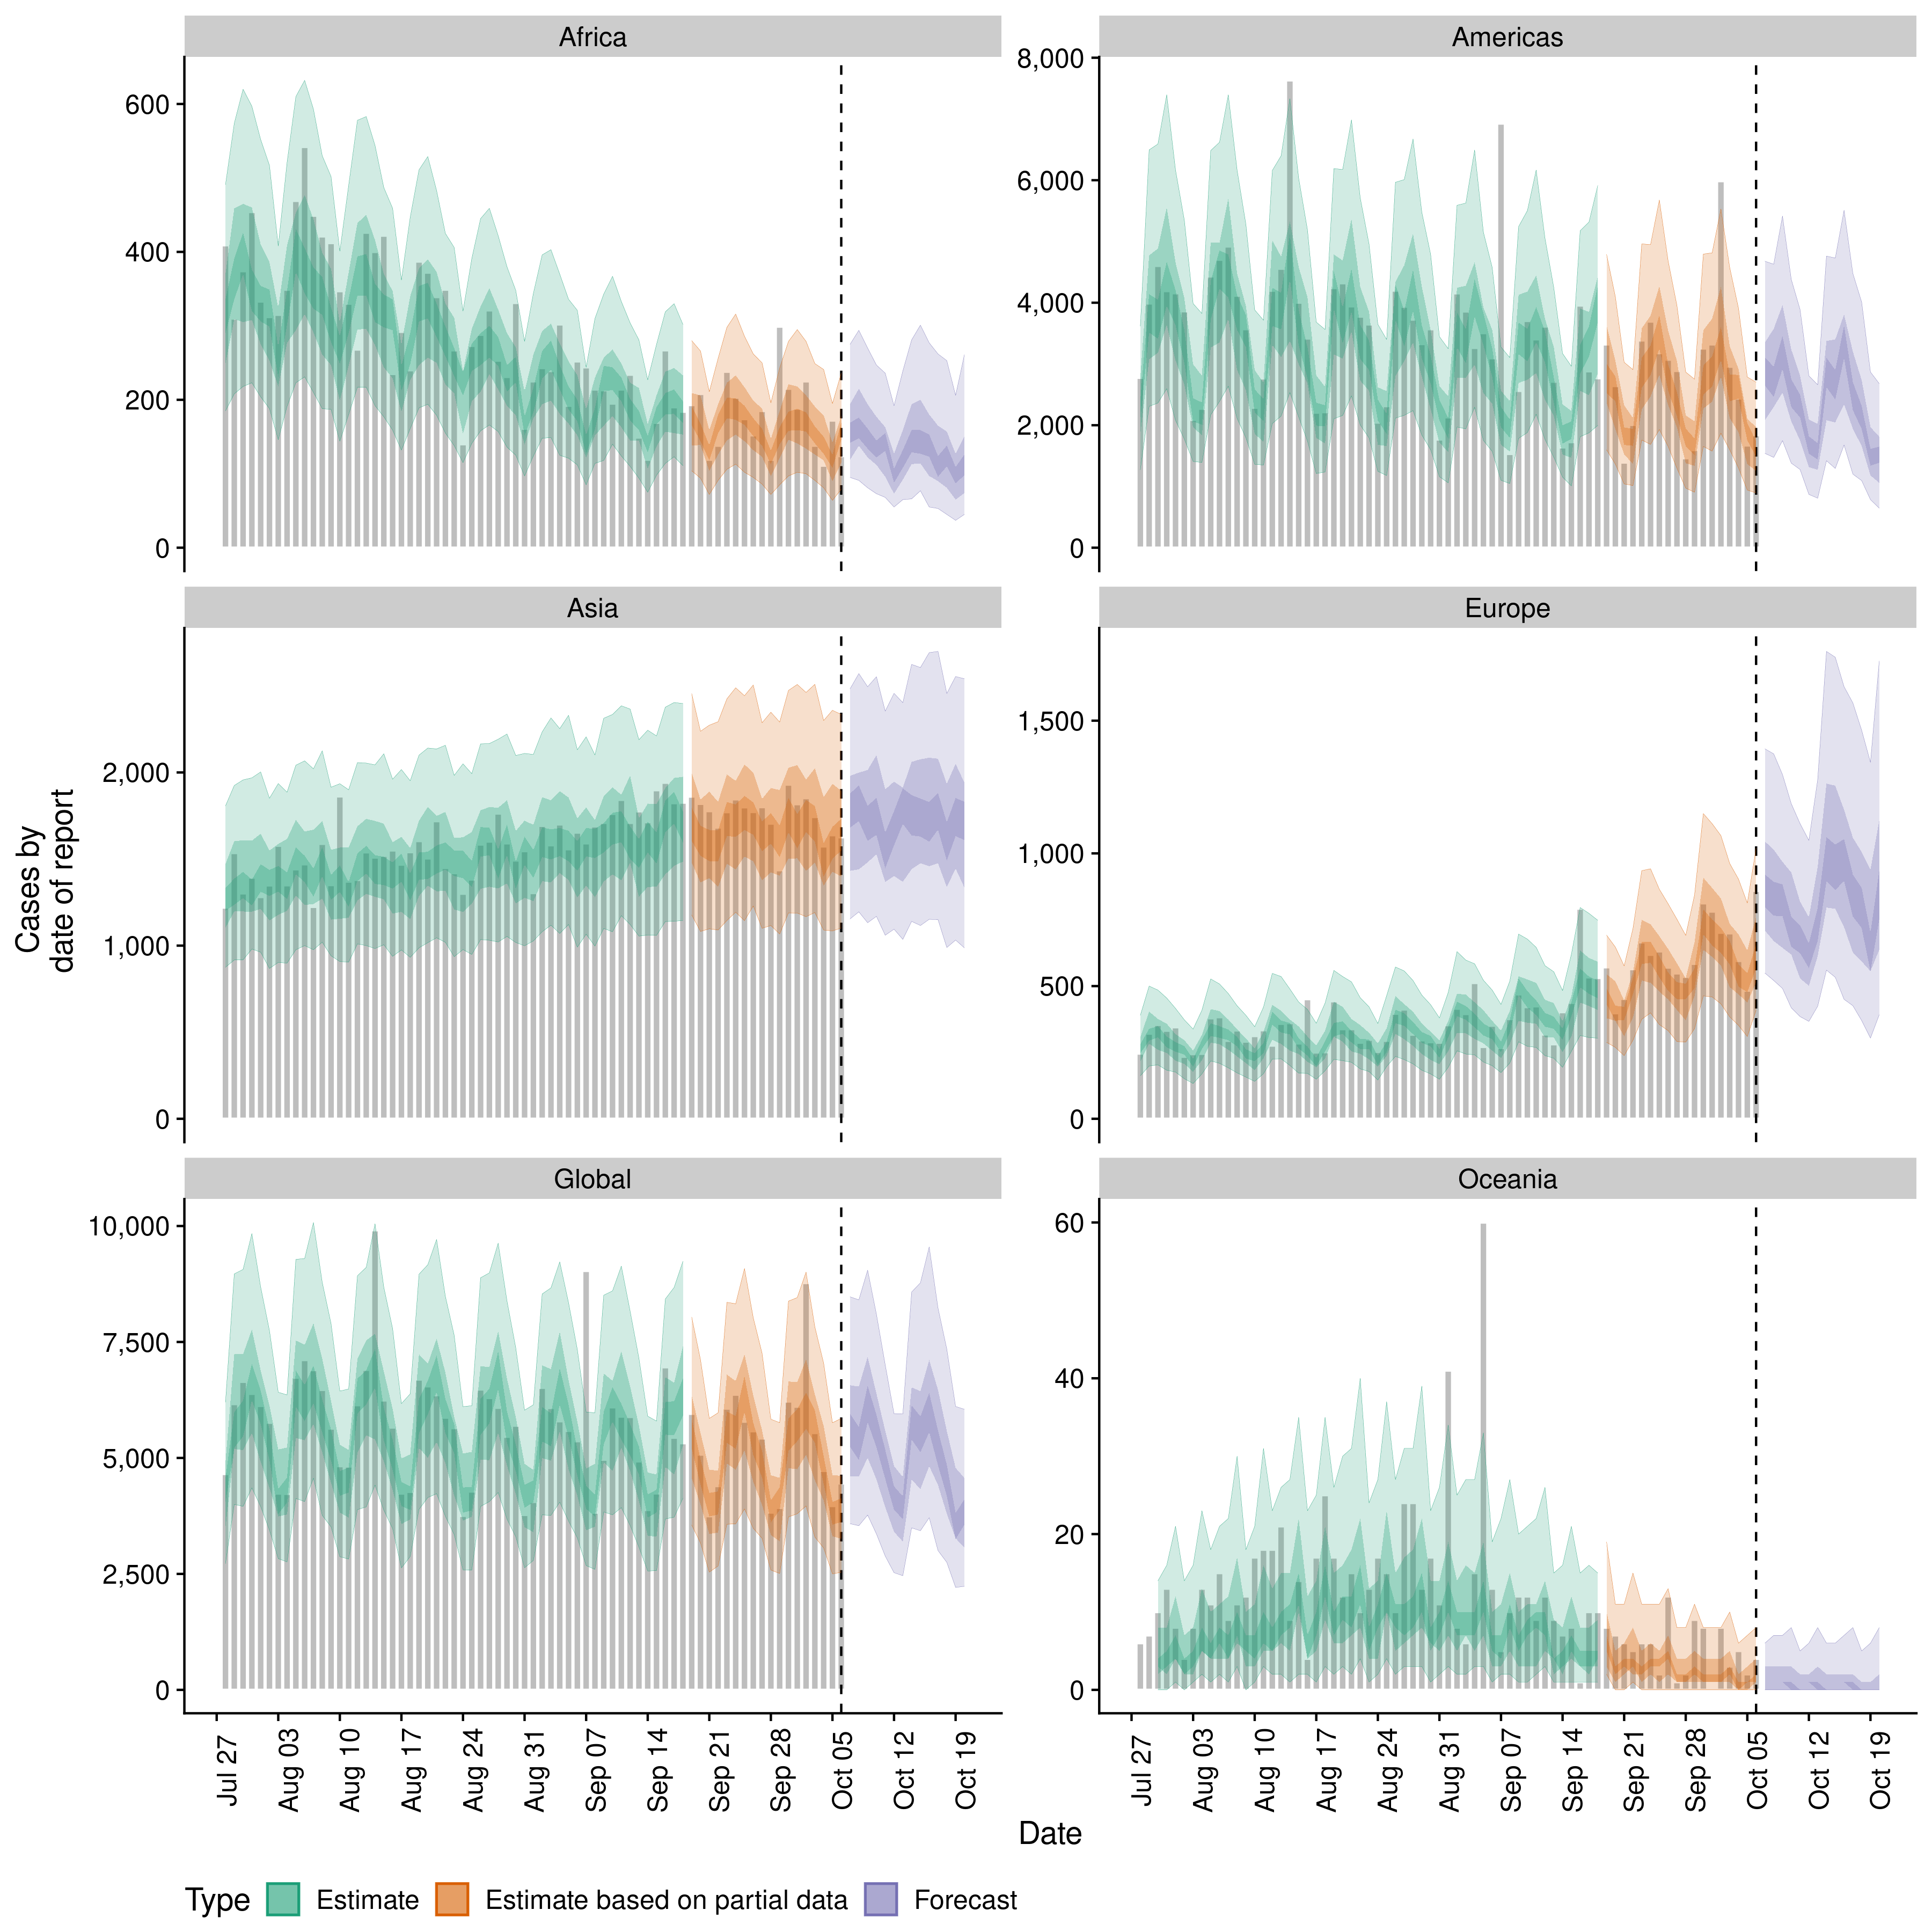 Africa
Americas
600
400
200
0
8,000
6,000
4,000
2,000
0
Asia
Europe
Cases by
date of report
2,000
1,000
0
1,500
1,000
500
0
Global
Oceania
10,000
7,500
5,000
2,500
0
60
40
20
0
Jul 27
Aug 03
Aug 10
Aug 17
Aug 24
Aug 31
Sep 07
Sep 14
Sep 21
Sep 28
Oct 05
Oct 12
Oct 19
Jul 27
Aug 03
Aug 10
Aug 17
Aug 24
Aug 31
Sep 07
Sep 14
Sep 21
Sep 28
Oct 05
Oct 12
Oct 19
Date
Type Estimate Estimate based on partial data Forecast